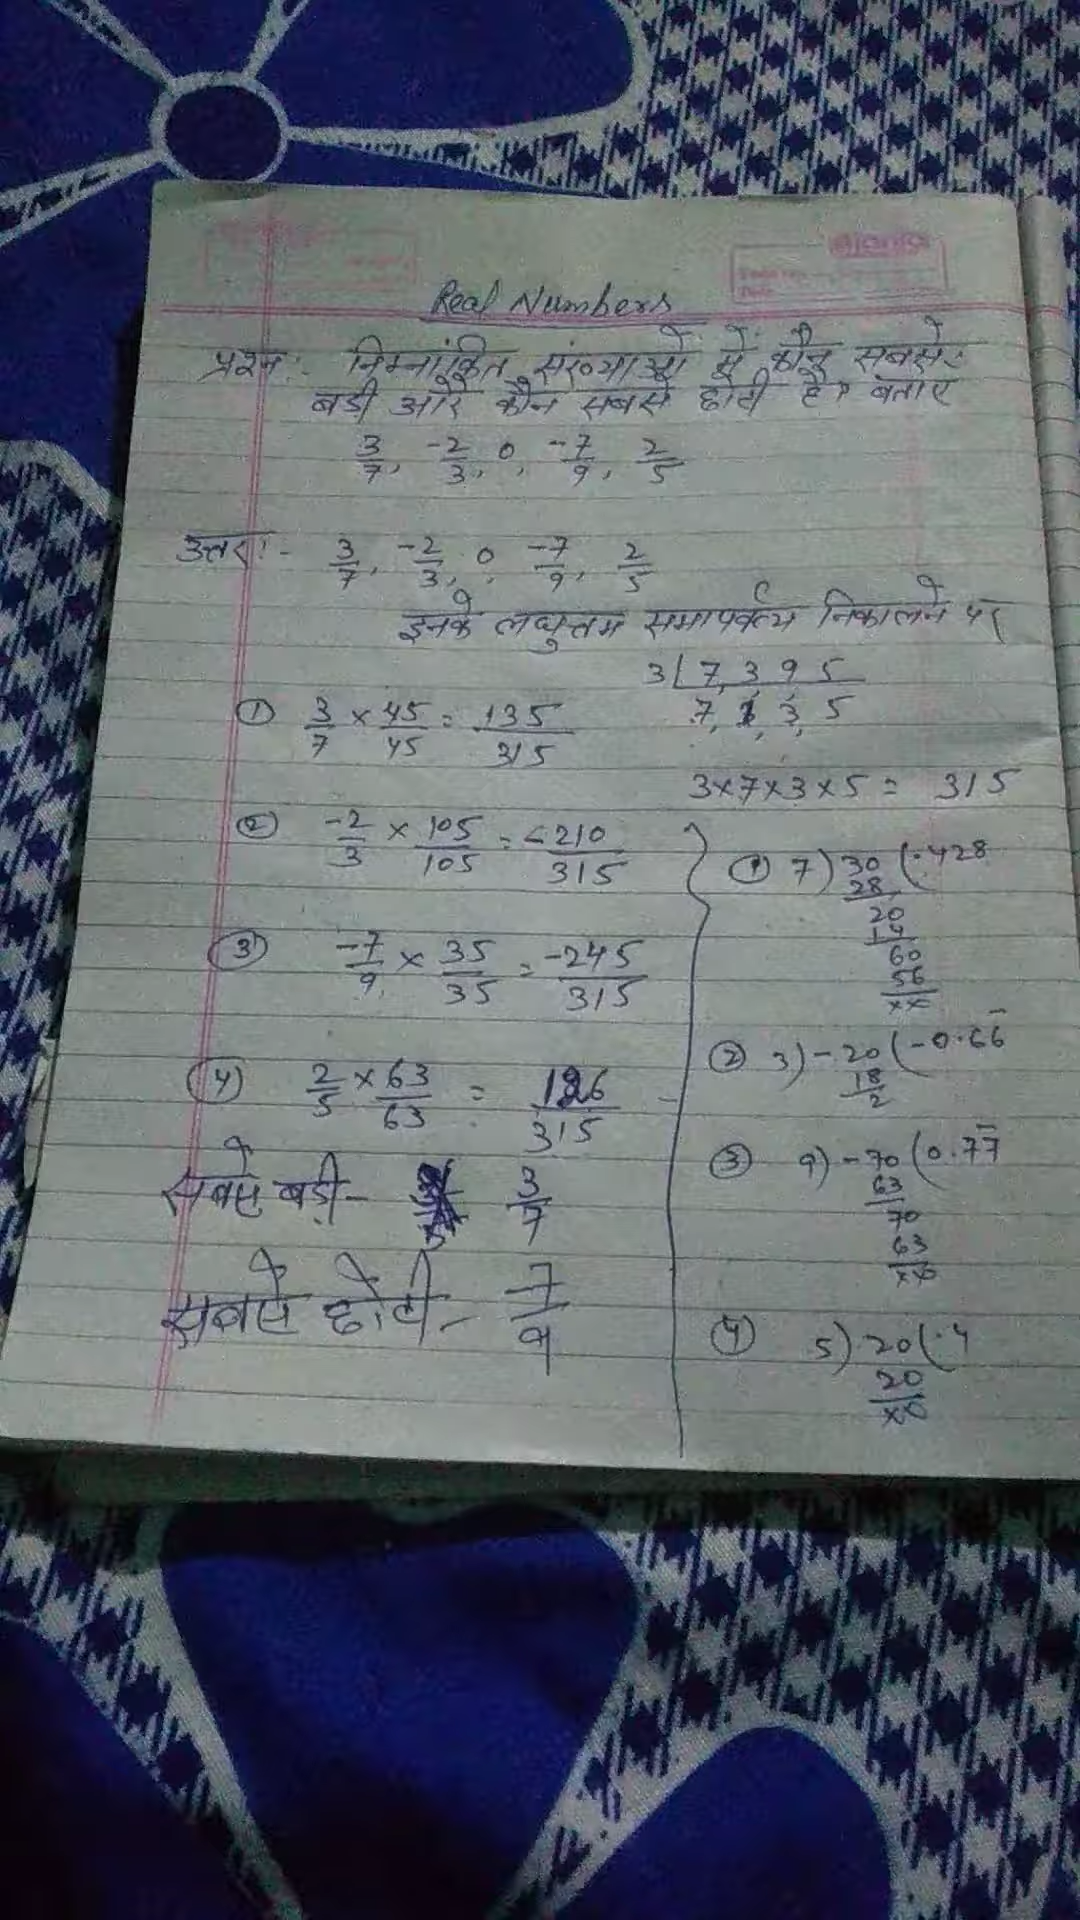 Ajanta
Real Numbers
प्रश्न:- निम्नांकित संख्याओ में कौन सबसे
बडी और कौन सबसे छोटी है? बताए
3/7, -2/3, 0, -7/9, 2/5
उत्तर:- 3/7, -2/3, 0, -7/9, 2/5
इनके लघुत्तम समापर्वत्य निकालने पर
3 | 7, 3, 9, 5
7, 1, 3, 5
3×7×3×5 = 315
① 3/7 × 45/45 = 135/315
② -2/3 × 105/105 = -210/315
③ -7/9 × 35/35 = -245/315
④ 2/5 × 63/63 = 126/315
सबसे बडी - 3/7
सबसे छोटी - 7/9
① 7) 30 (.428
28
20
14
60
56
××
② 3) -20 (-0.66̅
18
2
③ 9) -70 (0.77̅
63
70
63
××
④ 5) 20 (.4
20
××